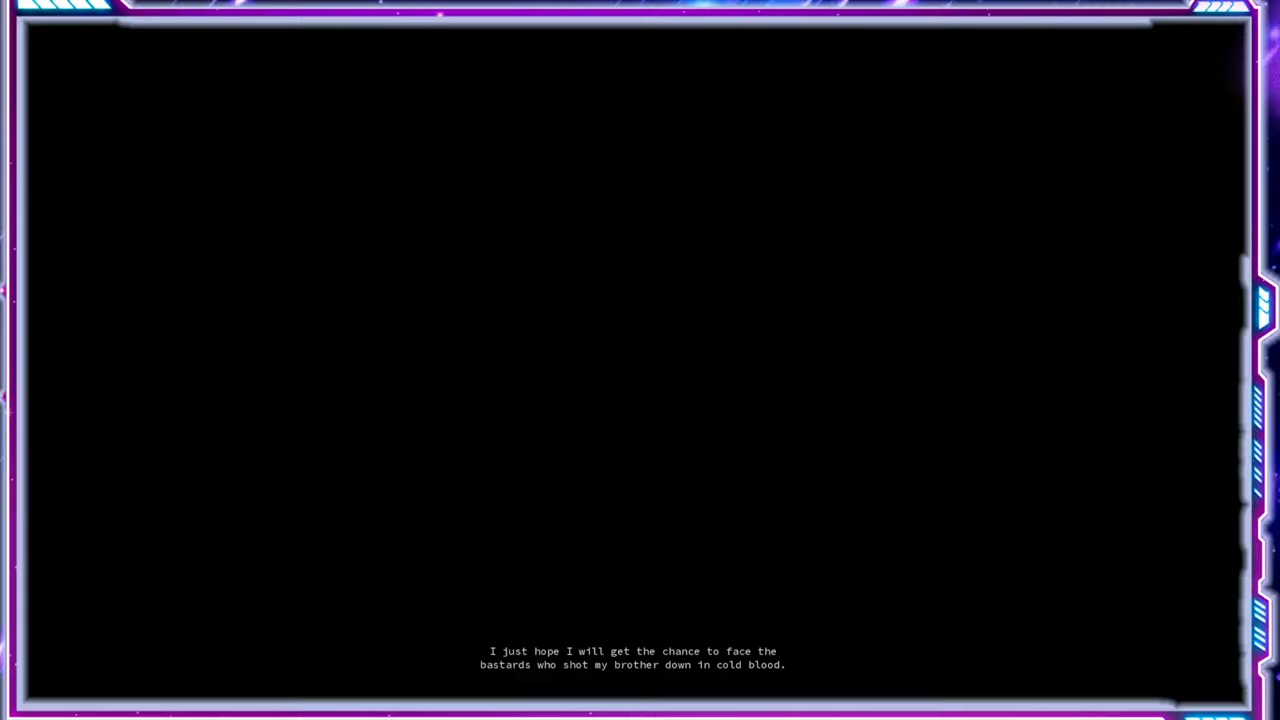 I just hope I will get the chance to face the
bastards who shot my brother down in cold blood.